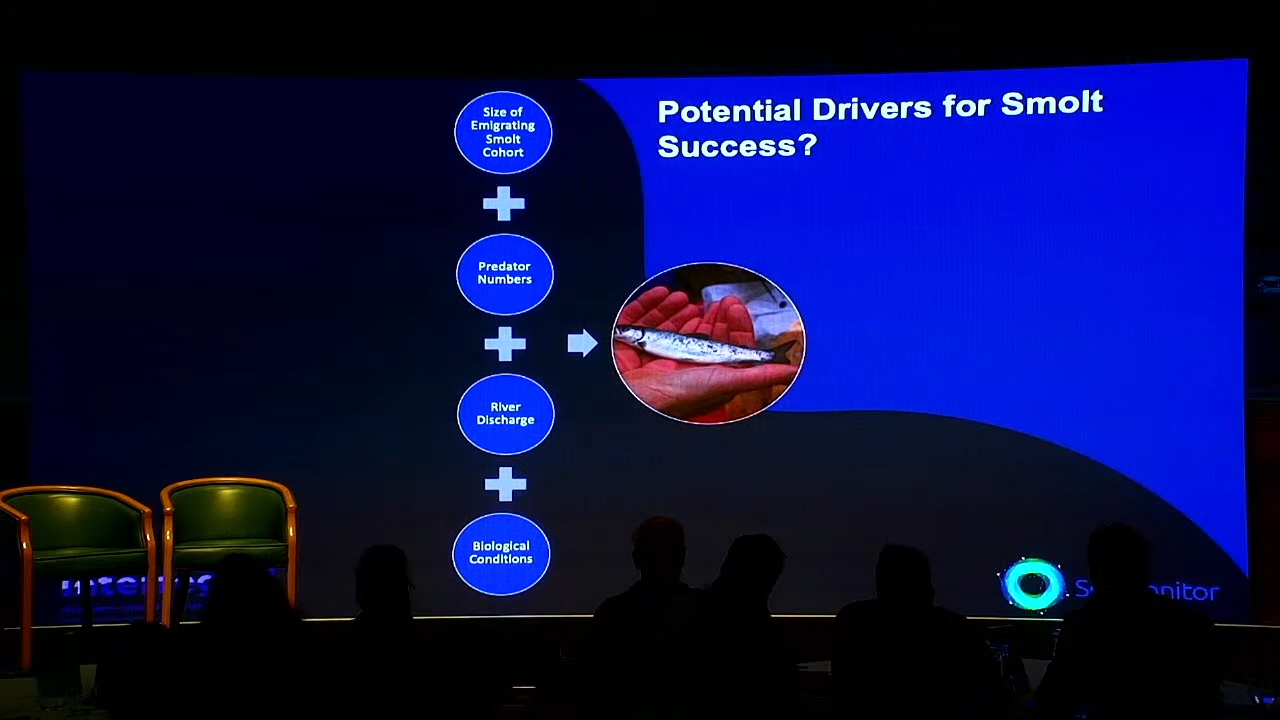 Potential Drivers for Smolt
Success?
Size of
Emigrating
Smolt
Cohort
Predator
Numbers
River
Discharge
Biological
Conditions